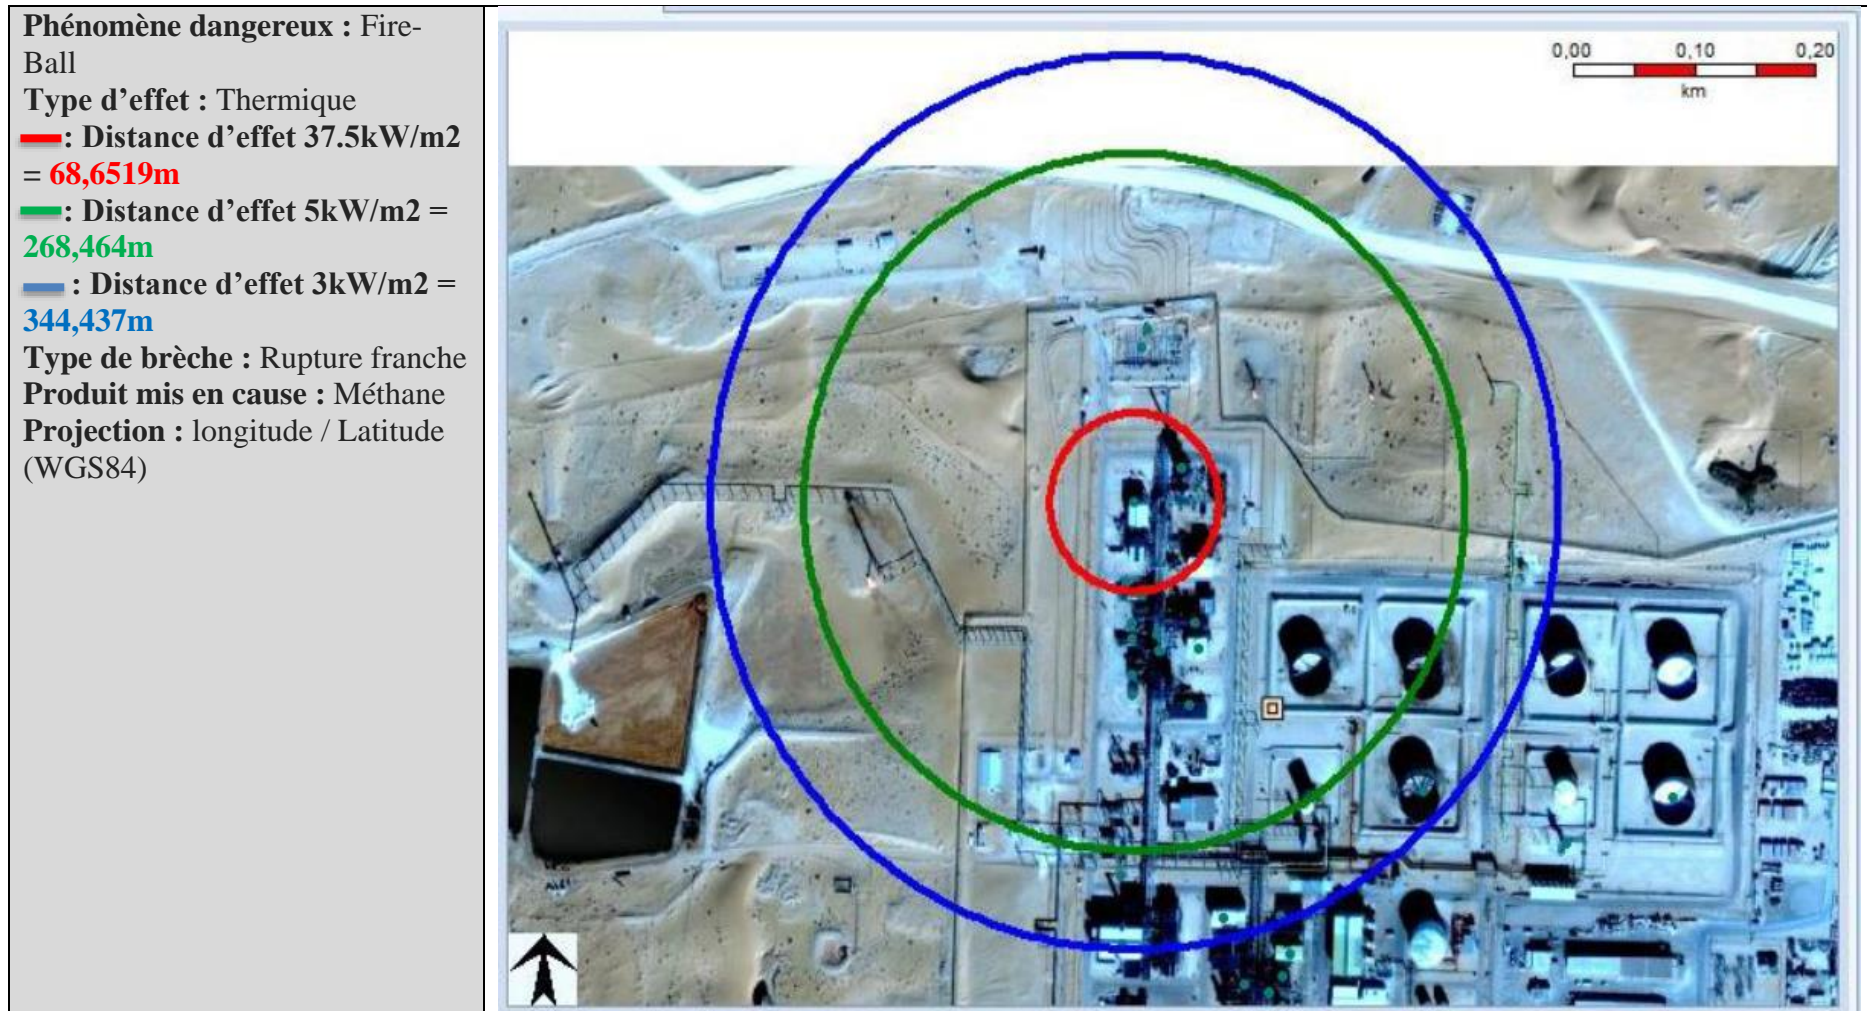 Phénomène dangereux : Fire-
Ball
Type d’effet : Thermique
: Distance d’effet 37.5kW/m2
= 68,6519m
: Distance d’effet 5kW/m2 =
268,464m
: Distance d’effet 3kW/m2 =
344,437m
Type de brèche : Rupture franche
Produit mis en cause : Méthane
Projection : longitude / Latitude
(WGS84)
0,00 0,10 0,20
km